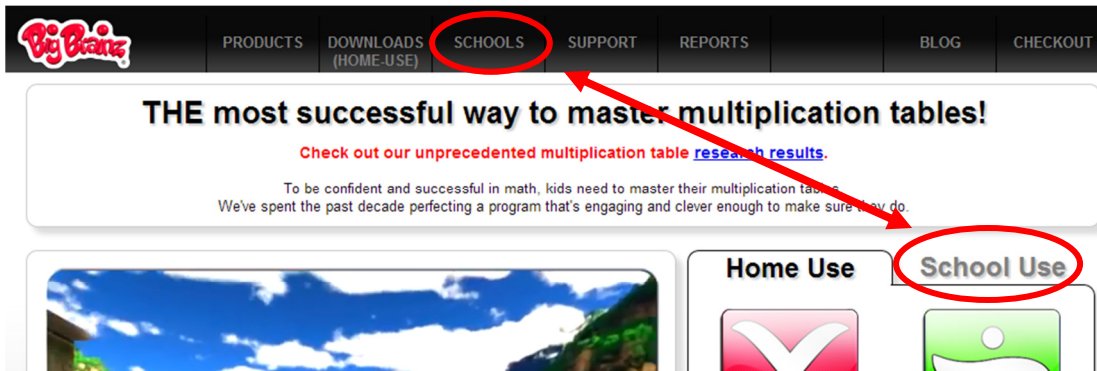 Big Brainz
PRODUCTS
DOWNLOADS
(HOME-USE)
SCHOOLS
SUPPORT
REPORTS
BLOG
CHECKOUT
THE most successful way to master multiplication tables!
Check out our unprecedented multiplication table research results.
To be confident and successful in math, kids need to master their multiplication tables.
We've spent the past decade perfecting a program that's engaging and clever enough to make sure they do.
Home Use
School Use